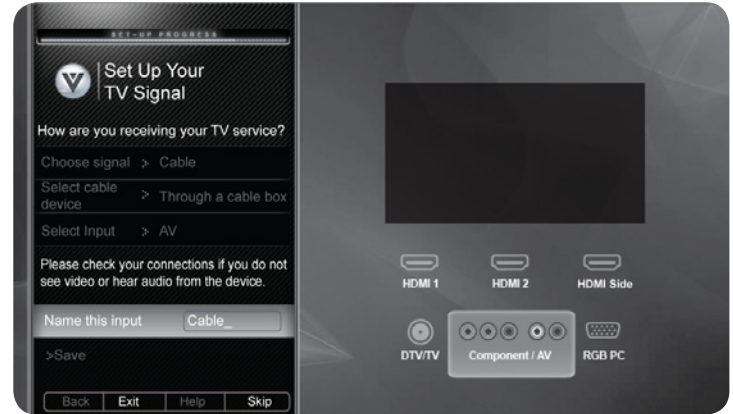 SET-UP PROGRESS
Set Up Your
TV Signal
How are you receiving your TV service?
Choose signal > Cable
Select cable
device > Through a cable box
Select Input > AV
Please check your connections if you do not
see video or hear audio from the device.
Name this input Cable_
>Save
Back Exit Help Skip
HDMI 1 HDMI 2 HDMI Side
DTV/TV Component / AV RGB PC